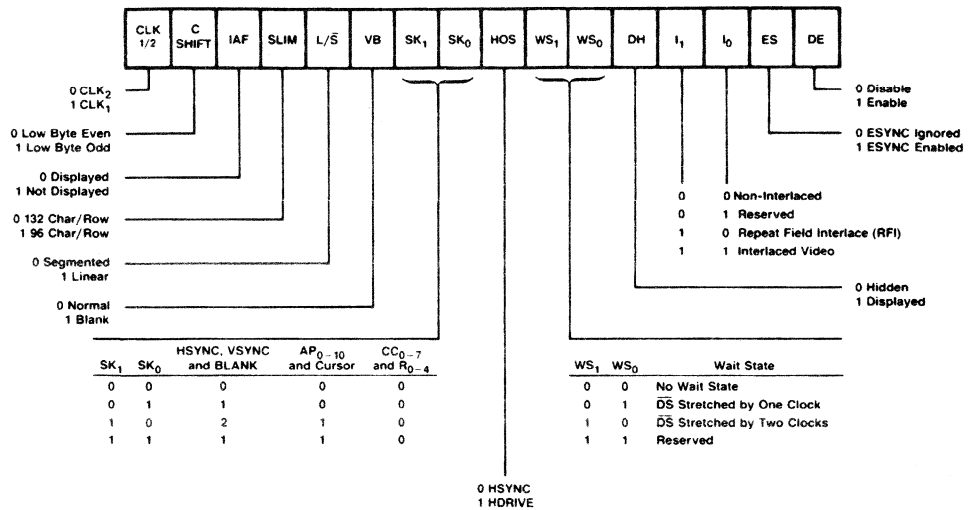 CLK 1/2 C SHIFT IAF SLIM L/S̅ VB SK₁ SK₀ HOS WS₁ WS₀ DH I₁ I₀ ES DE
0 CLK₂
1 CLK₁
0 Low Byte Even
1 Low Byte Odd
0 Displayed
1 Not Displayed
0 132 Char/Row
1 96 Char/Row
0 Segmented
1 Linear
0 Normal
1 Blank
0 Disable
1 Enable
0 ESYNC Ignored
1 ESYNC Enabled
0 0 Non-Interlaced
0 1 Reserved
1 0 Repeat Field Interlace (RFI)
1 1 Interlaced Video
0 Hidden
1 Displayed
SK₁ SK₀ HSYNC, VSYNC and BLANK AP₀₋₁₀ and Cursor CC₀₋₇ and R₀₋₄
0 0 0 0 0
0 1 1 0 0
1 0 2 1 0
1 1 1 1 0
WS₁ WS₀ Wait State
0 0 No Wait State
0 1 D̅S̅ Stretched by One Clock
1 0 D̅S̅ Stretched by Two Clocks
1 1 Reserved
0 HSYNC
1 HDRIVE